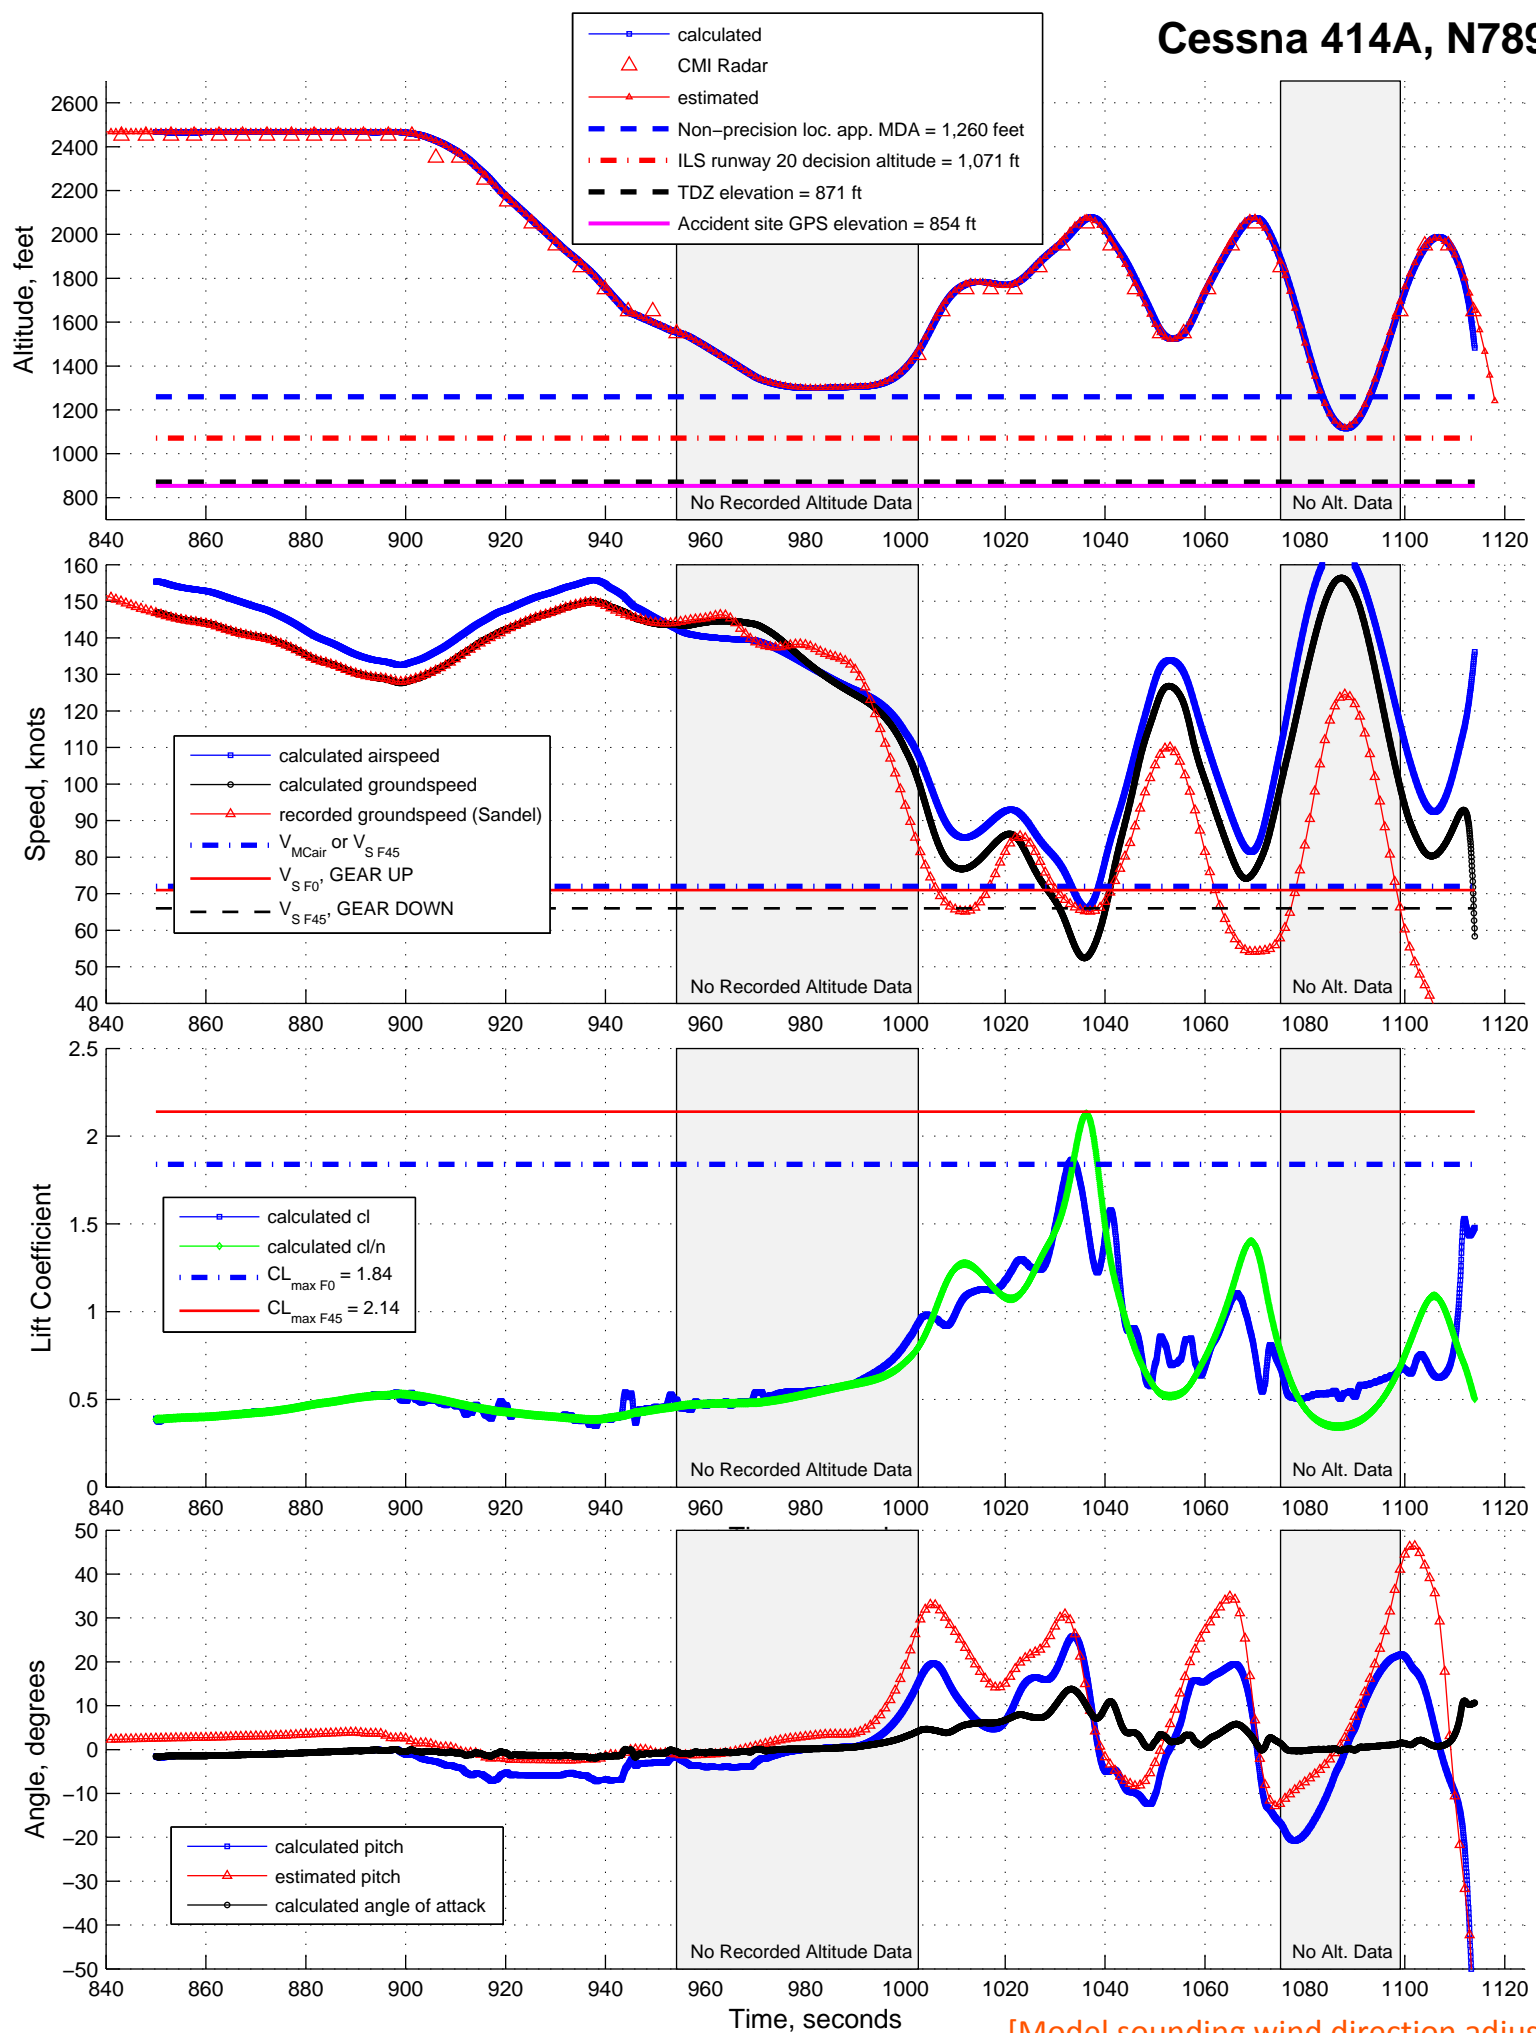 Cessna 414A, N789
calculated
CMI Radar
estimated
Non−precision loc. app. MDA = 1,260 feet
ILS runway 20 decision altitude = 1,071 ft
TDZ elevation = 871 ft
Accident site GPS elevation = 854 ft
Altitude, feet
2600
2400
2200
2000
1800
1600
1400
1200
1000
800
No Recorded Altitude Data
No Alt. Data
840 860 880 900 920 940 960 980 1000 1020 1040 1060 1080 1100 1120
Speed, knots
160
150
140
130
120
110
100
90
80
70
60
50
40
calculated airspeed
calculated groundspeed
recorded groundspeed (Sandel)
V MCair or V S F45
V S F0, GEAR UP
V S F45, GEAR DOWN
No Recorded Altitude Data
No Alt. Data
840 860 880 900 920 940 960 980 1000 1020 1040 1060 1080 1100 1120
Lift Coefficient
2.5
2
1.5
1
0.5
0
calculated cl
calculated cl/n
CL max F0 = 1.84
CL max F45 = 2.14
No Recorded Altitude Data
No Alt. Data
840 860 880 900 920 940 960 980 1000 1020 1040 1060 1080 1100 1120
Angle, degrees
50
40
30
20
10
0
−10
−20
−30
−40
−50
calculated pitch
estimated pitch
calculated angle of attack
No Recorded Altitude Data
No Alt. Data
840 860 880 900 920 940 960 980 1000 1020 1040 1060 1080 1100 1120
Time, seconds
[Model sounding wind direction adjus